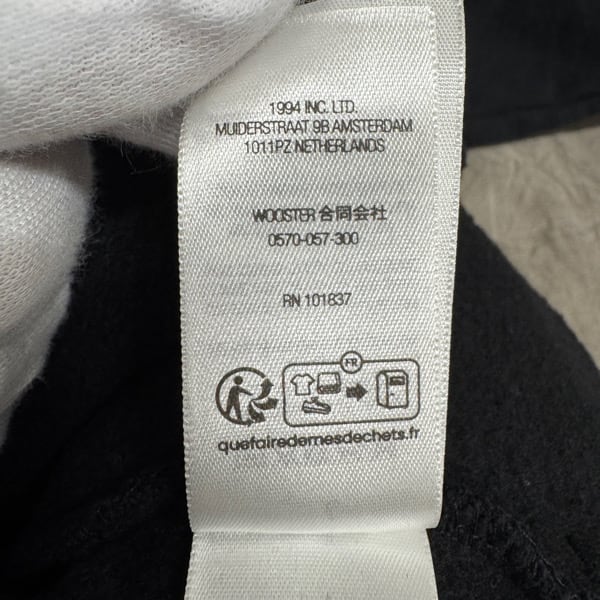 1994 INC. LTD.
MUIDERSTRAAT 9B AMSTERDAM
1011PZ NETHERLANDS
WOOSTER 合同会社
0570-057-300
RN 101837
FR
quefairedemesdechets.fr